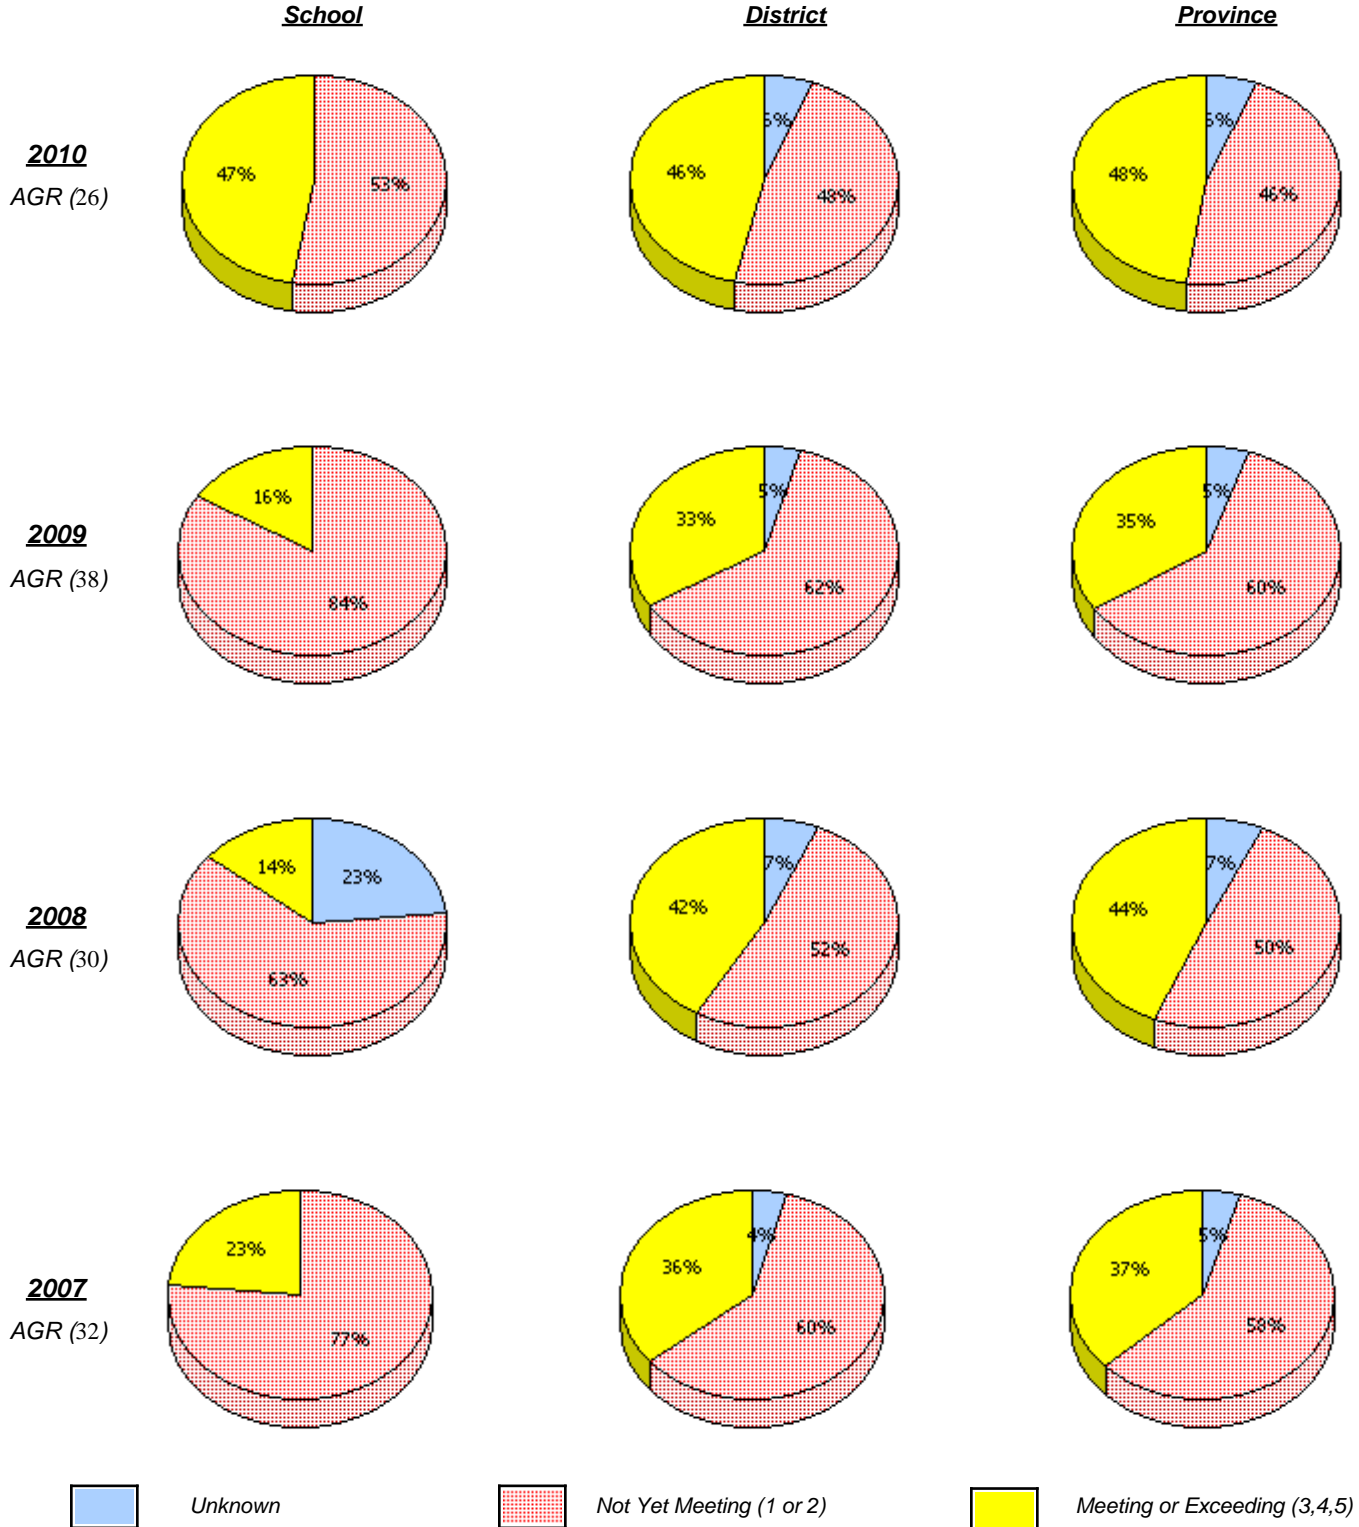 School District Province
2010
AGR (26)
47% 53%
46% 48%
48% 46%
2009
AGR (38)
16% 84%
33% 5% 62%
35% 5% 60%
2008
AGR (30)
14% 23% 63%
42% 7% 52%
44% 7% 50%
2007
AGR (32)
23% 77%
36% 4% 60%
37% 5% 58%
Unknown Not Yet Meeting (1 or 2) Meeting or Exceeding (3,4,5)